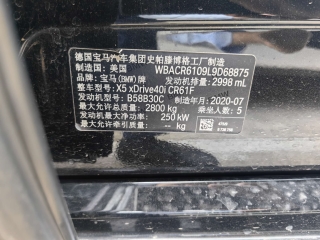 德国宝马汽车集团史帕滕博格工厂制造
制造国：美国 WBACR6109L9D68875
品牌：宝马(BMW)牌 发动机排量：2998 mL
整车型号：X5 xDrive40i CR61F
发动机型号：B58B30C 制造年月：2020-07
最大允许总质量：2800 kg 乘坐人数：5
发动机最大净功率：250 kW
最大允许牵引质量：-- kg